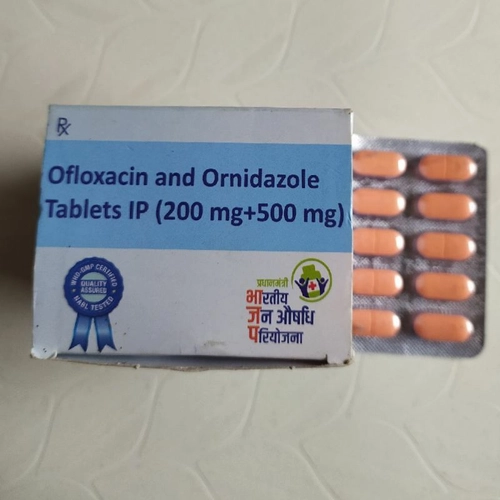 Rx
Ofloxacin and Ornidazole
Tablets IP (200 mg+500 mg)
WHO-GMP CERTIFIED
QUALITY
ASSURED
NABL TESTED
प्रधानमंत्री
भारतीय
जन औषधि
परियोजना